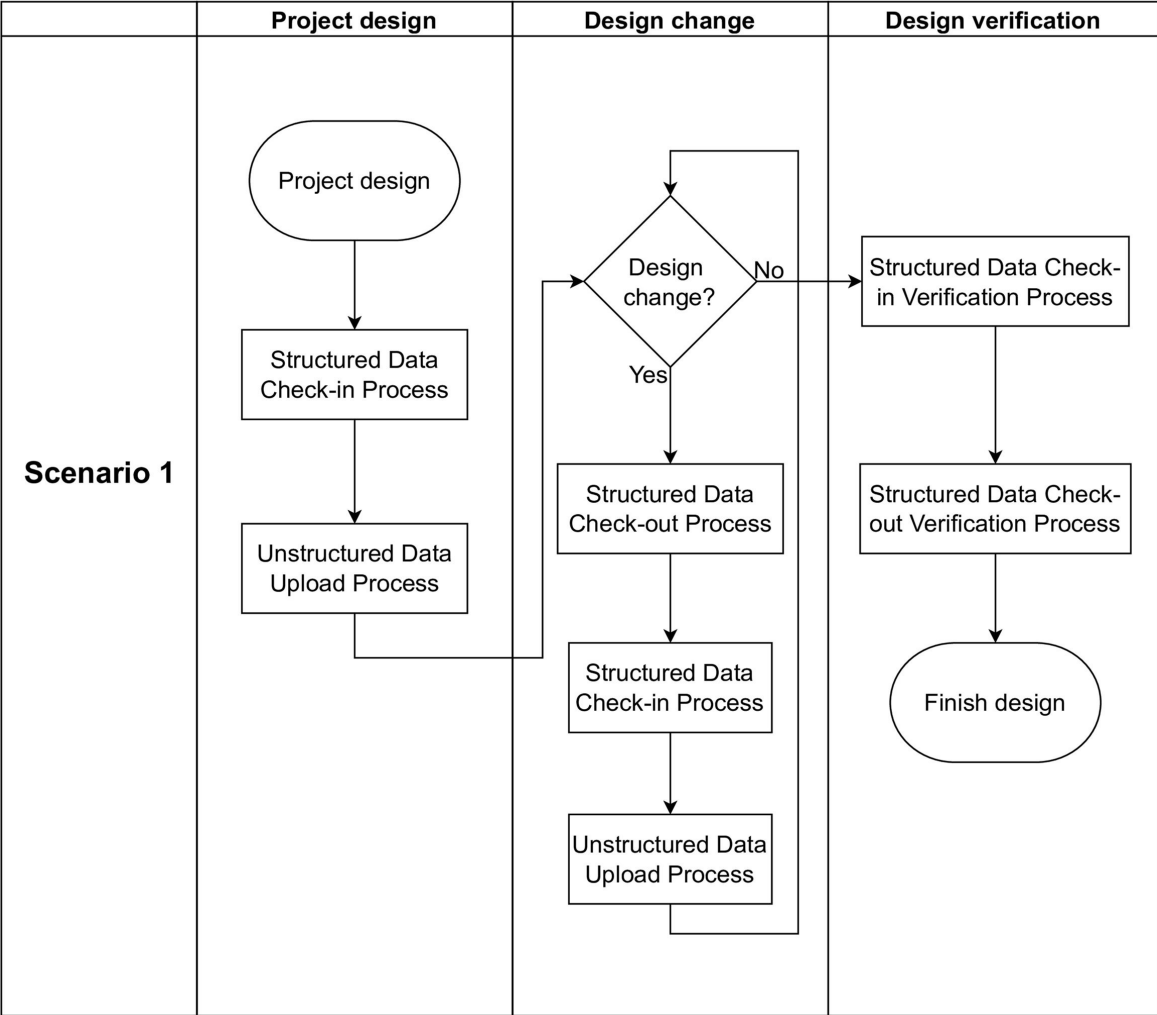 Project design
Design change
Design verification
Scenario 1
Project design
Structured Data
Check-in Process
Unstructured Data
Upload Process
Design
change?
No
Yes
Structured Data
Check-out Process
Structured Data
Check-in Process
Unstructured Data
Upload Process
Structured Data Check-
in Verification Process
Structured Data Check-
out Verification Process
Finish design